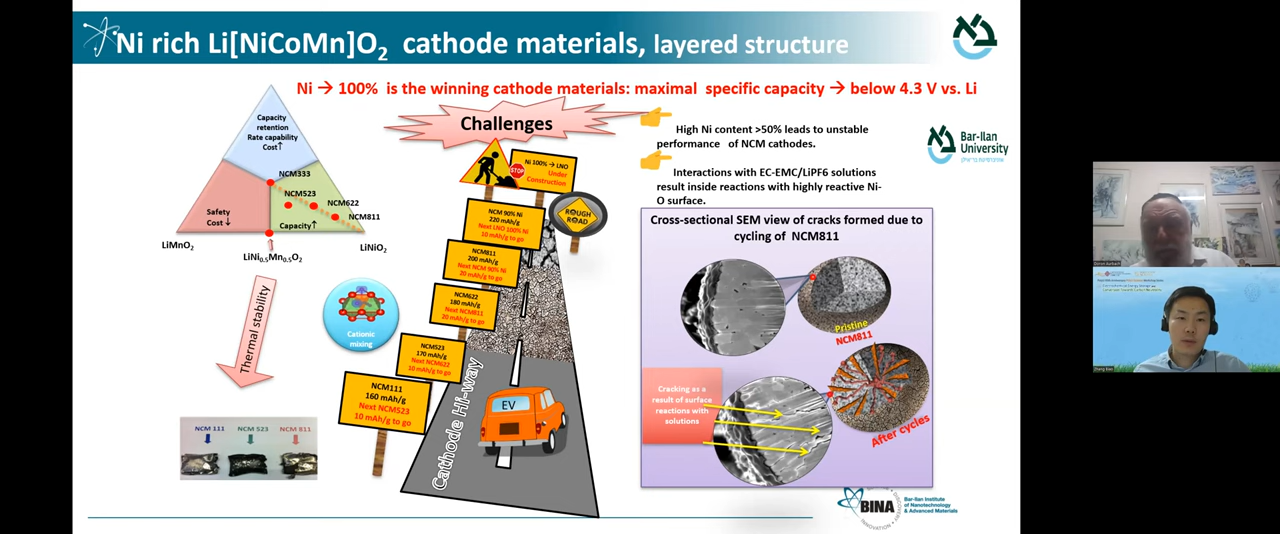 Ni rich Li[NiCoMn]O2 cathode materials, layered structure
Ni → 100% is the winning cathode materials: maximal specific capacity → below 4.3 V vs. Li
Capacity
retention
Rate capability
Cost↑
NCM333
NCM523
NCM622
NCM811
Safety
Cost ↓
Capacity↑
LiMnO2
LiNiO2
LiNi0.5Mn0.5O2
Thermal stability
Cationic
mixing
NCM 111
NCM 523
NCM 811
Challenges
Ni 100% → LNO
Under
Construction
STOP
ROUGH
ROAD
NCM 90% Ni
220 mAh/g
Next LNO 100% Ni
10 mAh/g to go
NCM811
200 mAh/g
Next NCM 90% Ni
20 mAh/g to go
NCM622
180 mAh/g
Next NCM811
20 mAh/g to go
NCM523
170 mAh/g
Next NCM622
10 mAh/g to go
NCM111
160 mAh/g
Next NCM523
10 mAh/g to go
Cathode Hi-way
EV
High Ni content >50% leads to unstable
performance of NCM cathodes.
Interactions with EC-EMC/LiPF6 solutions
result inside reactions with highly reactive Ni-
O surface.
Bar-Ilan
University
אוניברסיטת בר-אילן
Cross-sectional SEM view of cracks formed due to
cycling of NCM811
Pristine
NCM811
Cracking as a
result of surface
reactions with
solutions
After cycles
BINA
Bar-Ilan Institute
of Nanotechnology
& Advanced Materials
INNOVATION
Doron Aurbach
Zhang Xiao